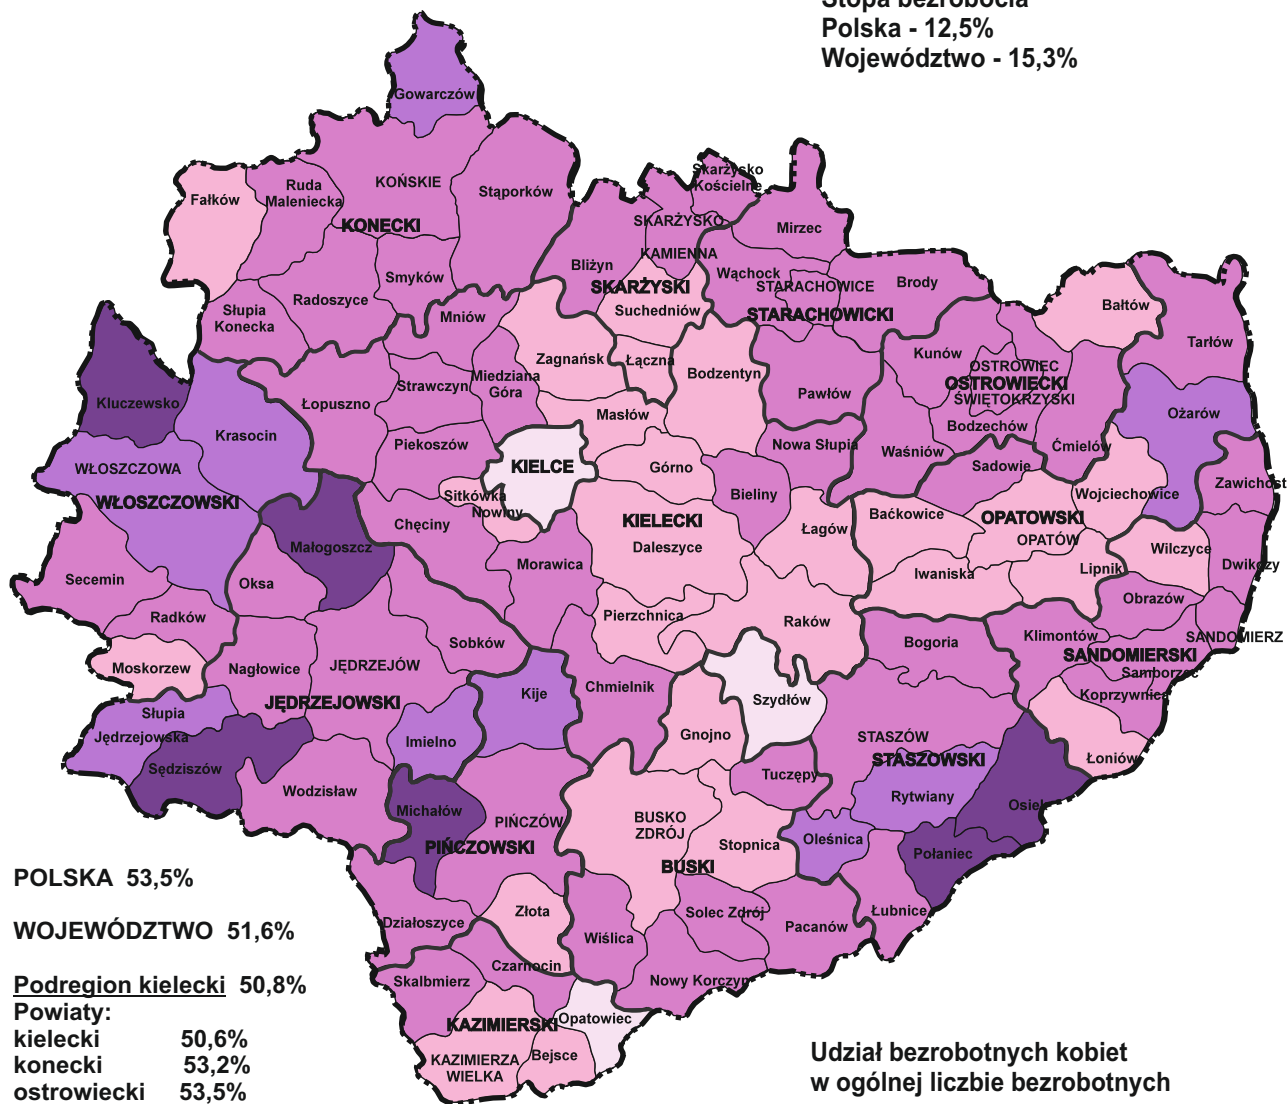 Stopa bezrobocia
Polska - 12,5%
Województwo - 15,3%
Gowarczów
Skarżysko
Kościelne
Fałków
Ruda
Maleniecka
KOŃSKIE
Stąporków
KONECKI
SKARŻYSKO
KAMIENNA
Mirzec
Bliżyn
Wąchock
STARACHOWICE
Brody
Smyków
Radoszyce
SKARŻYSKI
Suchedniów
STARACHOWICKI
Bałtów
Słupia
Konecka
Mniów
Tarłów
Zagnańsk
Łączna
Bodzentyn
Kunów
OSTROWIEC
OSTROWIĘCKI
ŚWIĘTOKRZYSKI
Kluczewsko
Łopuszno
Strawczyn
Miedziana
Góra
Pawłów
Ożarów
Masłów
Bodzechów
Krasocin
Piekoszów
Nowa Słupia
Waśniów
Ćmielów
WŁOSZCZOWA
KIELCE
Górno
Sadowie
WŁOSZCZOWSKI
Sitkówka
Nowiny
Bieliny
Wojciechowice
Zawichost
Chęciny
KIELECKI
Łagów
Baćkowice
OPATOWSKI
OPATÓW
Małogoszcz
Daleszyce
Wilczyce
Secemin
Oksa
Morawica
Iwaniska
Lipnik
Dwikozy
Radków
Pierzchnica
Raków
Obrazów
Sobków
Bogoria
Klimontów
SANDOMIERZ
Moskorzew
Nagłowice
JĘDRZEJÓW
SANDOMIERSKI
Samborzec
JĘDRZEJOWSKI
Kije
Chmielnik
Szydłów
Koprzywnica
Słupia
Jędrzejowska
Imielno
Gnojno
STASZÓW
STASZOWSKI
Łoniów
Sędziszów
Wodzisław
Tuczępy
Rytwiany
Osiek
Michałów
PIŃCZÓW
PIŃCZOWSKI
BUSKO
ZDRÓJ
Stopnica
BUSKI
Oleśnica
Połaniec
POLSKA 53,5%
WOJEWÓDZTWO 51,6%
Działoszyce
Złota
Wiślica
Solec Zdrój
Pacanów
Łubnice
Podregion kielecki 50,8%
Powiaty:
kielecki 50,6%
konecki 53,2%
ostrowiecki 53,5%
Skalbmierz
Czarnocin
Nowy Korczyn
KAZIMIERSKI
Opatowiec
KAZIMIERZA
WIELKA
Bejsce
Udział bezrobotnych kobiet
w ogólnej liczbie bezrobotnych